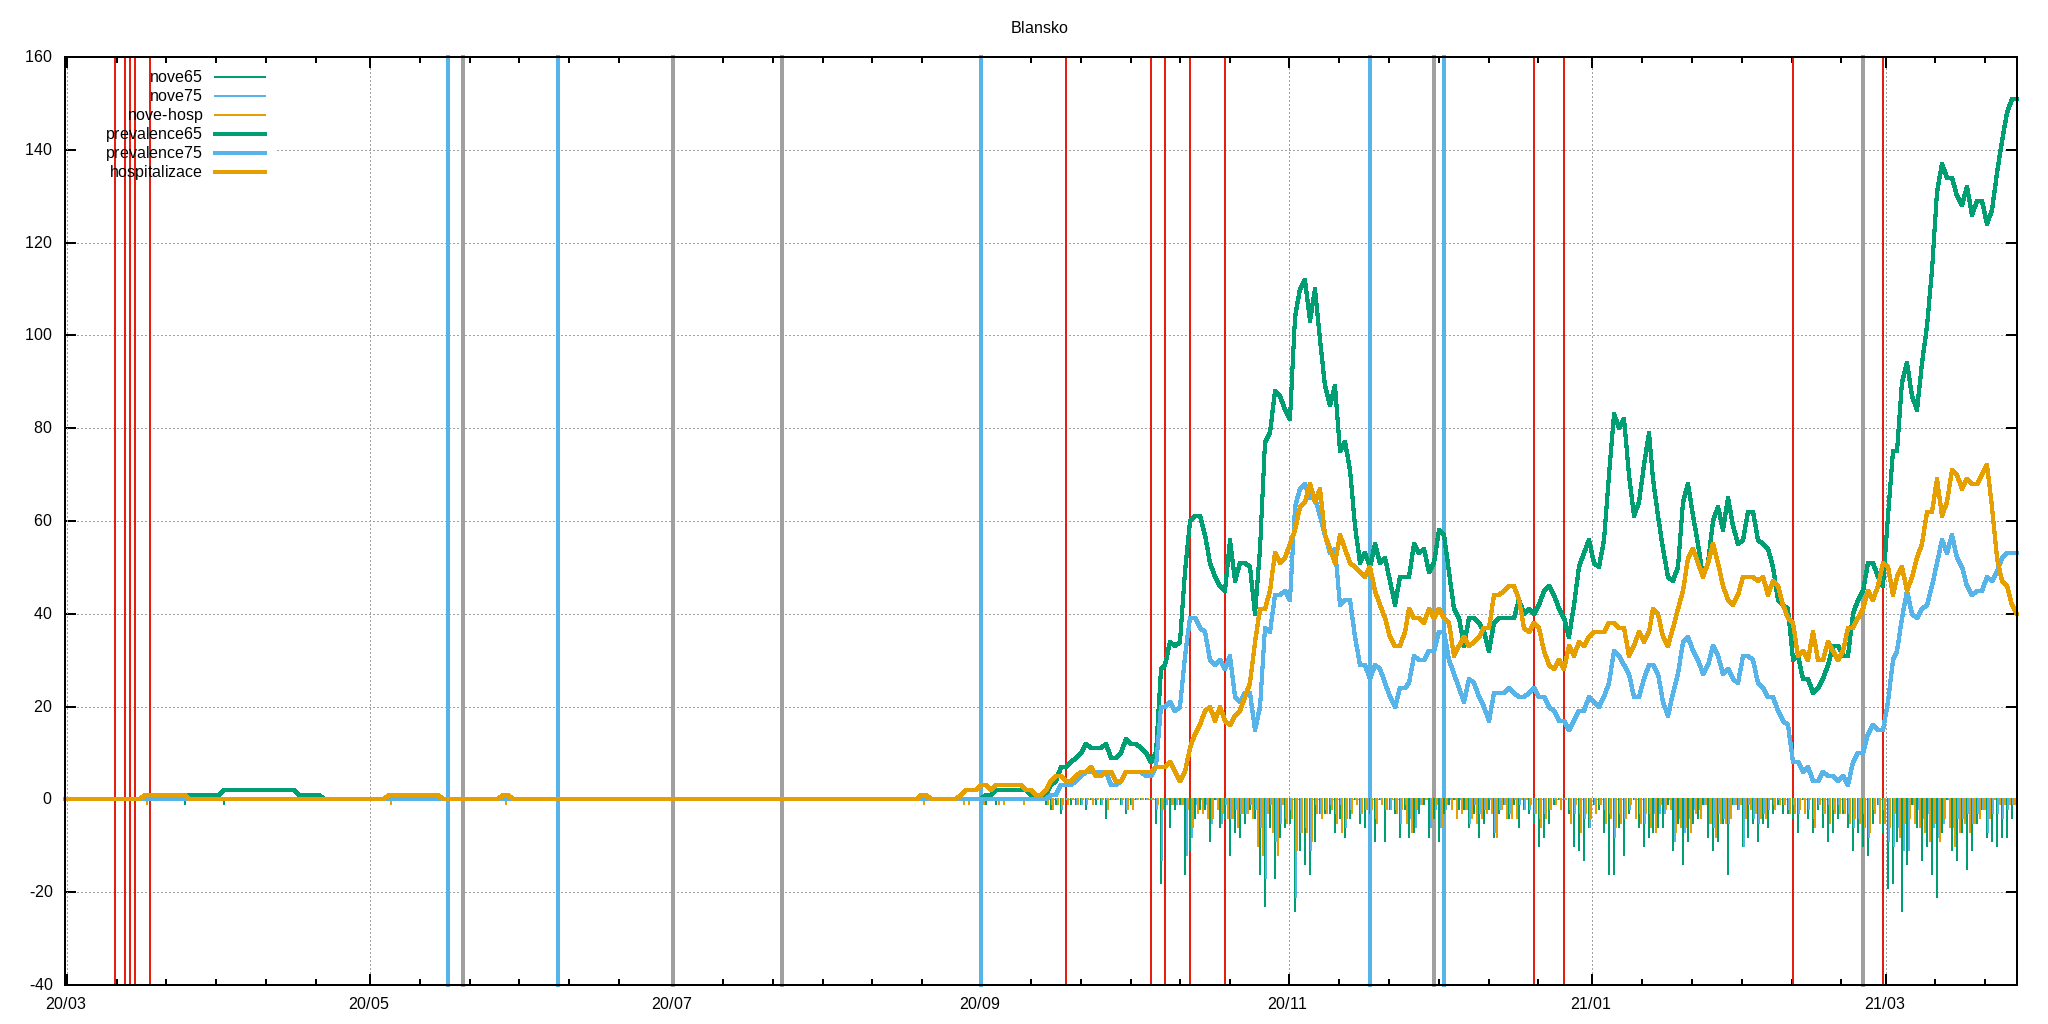 Blansko
160
140
120
100
80
60
40
20
0
-20
-40
nove65
nove75
nove-hosp
prevalence65
prevalence75
hospitalizace
20/03 20/05 20/07 20/09 20/11 21/01 21/03